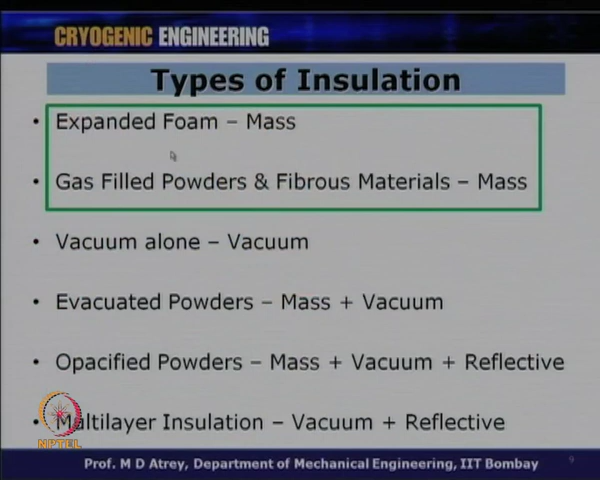 CRYOGENIC ENGINEERING
Types of Insulation
• Expanded Foam – Mass
• Gas Filled Powders & Fibrous Materials – Mass
• Vacuum alone – Vacuum
• Evacuated Powders – Mass + Vacuum
• Opacified Powders – Mass + Vacuum + Reflective
• Multilayer Insulation – Vacuum + Reflective
NPTEL
Prof. M D Atrey, Department of Mechanical Engineering, IIT Bombay
9